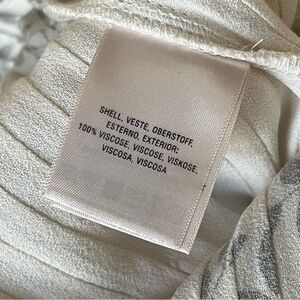 SHELL, VESTE, OBERSTOFF,
ESTERNO, EXTERIOR:
100% VISCOSE, VISCOSE, VISKOSE,
VISCOSA, VISCOSA